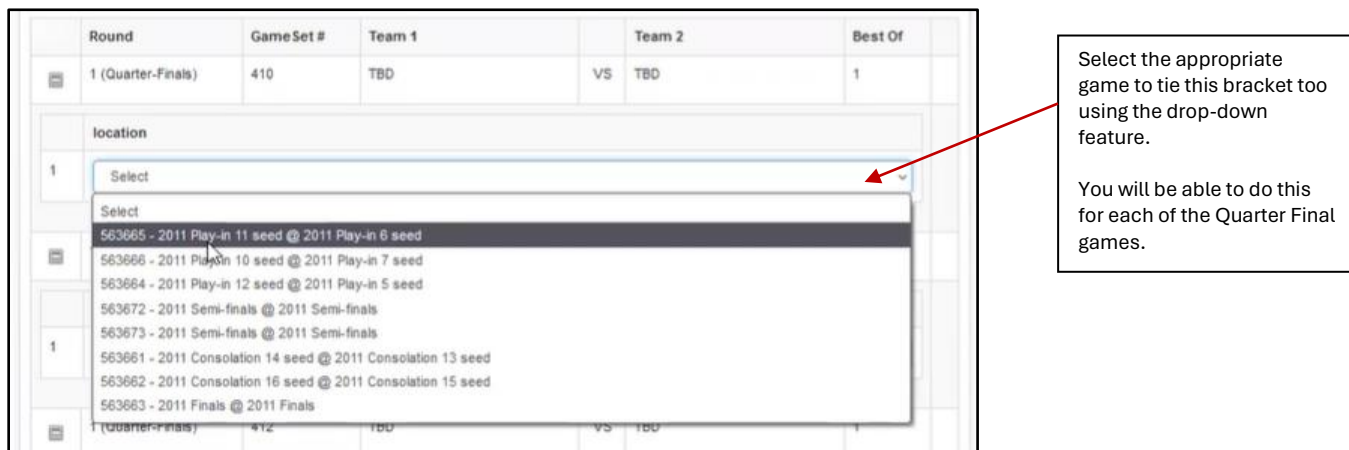 Round GameSet # Team 1 Team 2 Best Of
1 (Quarter-Finals) 410 TBD VS TBD 1
location
1 Select
Select
563665 - 2011 Play-in 11 seed @ 2011 Play-in 6 seed
563666 - 2011 Play-in 10 seed @ 2011 Play-in 7 seed
563664 - 2011 Play-in 12 seed @ 2011 Play-in 5 seed
563672 - 2011 Semi-finals @ 2011 Semi-finals
563673 - 2011 Semi-finals @ 2011 Semi-finals
1
563661 - 2011 Consolation 14 seed @ 2011 Consolation 13 seed
563662 - 2011 Consolation 16 seed @ 2011 Consolation 15 seed
563663 - 2011 Finals @ 2011 Finals
1 (Quarter-Finals) 412 TBD VS TBD 1
Select the appropriate
game to tie this bracket too
using the drop-down
feature.
You will be able to do this
for each of the Quarter Final
games.